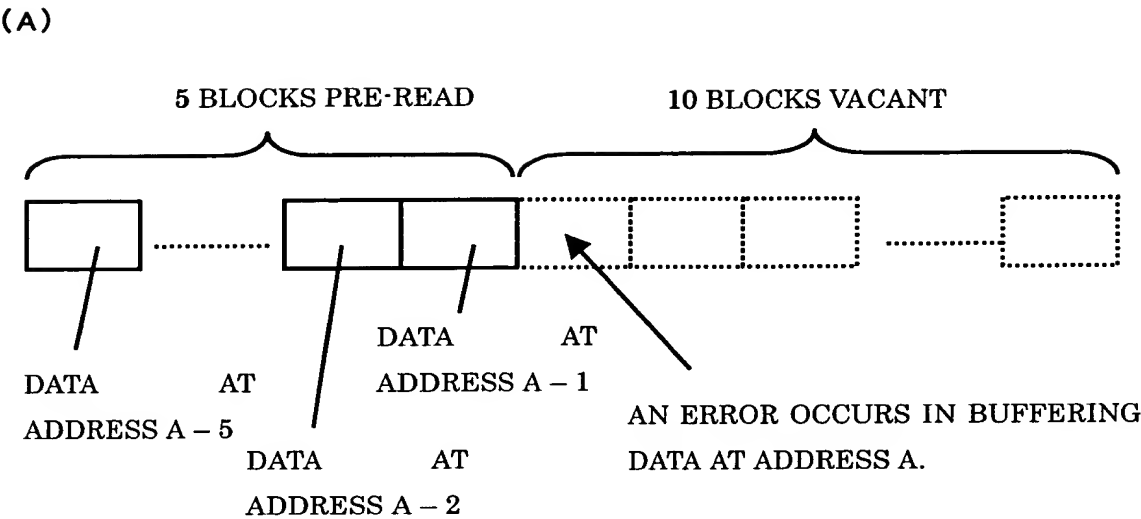 (A)
5 BLOCKS PRE-READ
10 BLOCKS VACANT
DATA AT
ADDRESS A – 5
DATA AT
ADDRESS A – 2
DATA AT
ADDRESS A – 1
AN ERROR OCCURS IN BUFFERING
DATA AT ADDRESS A.